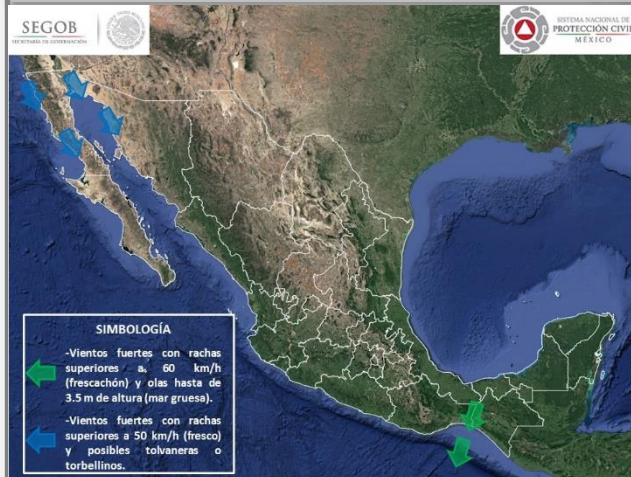 SEGOB
SECRETARÍA DE GOBERNACIÓN
SISTEMA NACIONAL DE
PROTECCIÓN CIVIL
MÉXICO
SIMBOLOGÍA
-Vientos fuertes con rachas
superiores a, 60 km/h
(frescachón) y olas hasta de
3.5 m de altura (mar gruesa).
-Vientos fuertes con rachas
superiores a 50 km/h (fresco)
y posibles tolvaneras o
torbellinos.